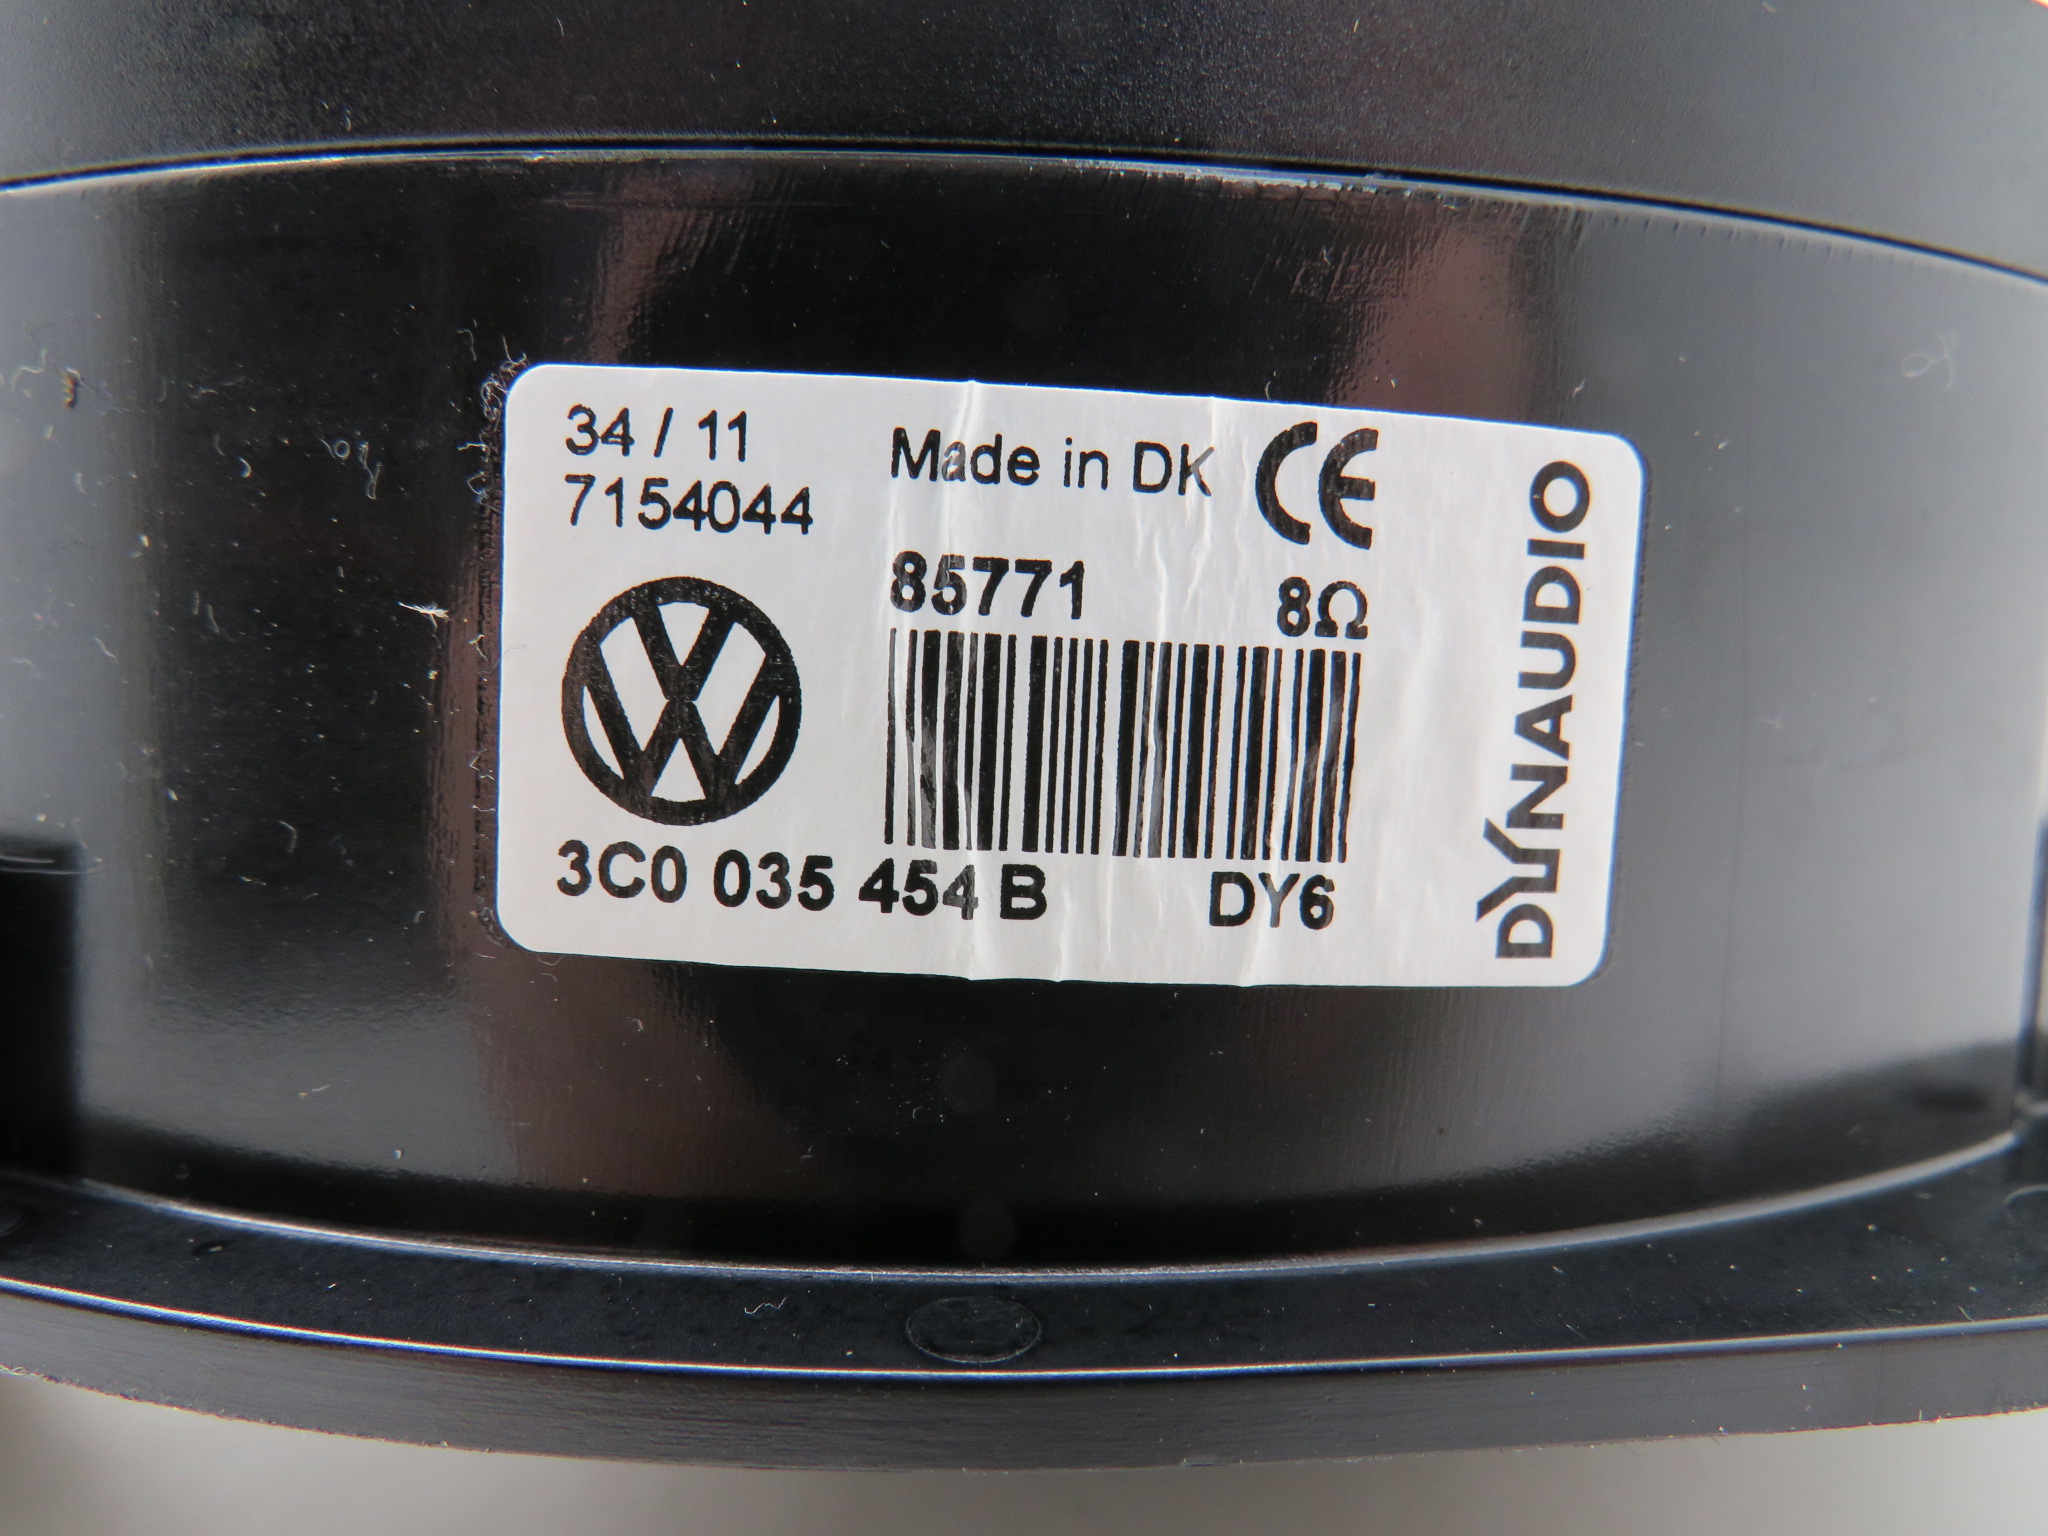 34 / 11
7154044
Made in DK CE
85771 8Ω
3C0 035 454 B DY6
DYNAUDIO